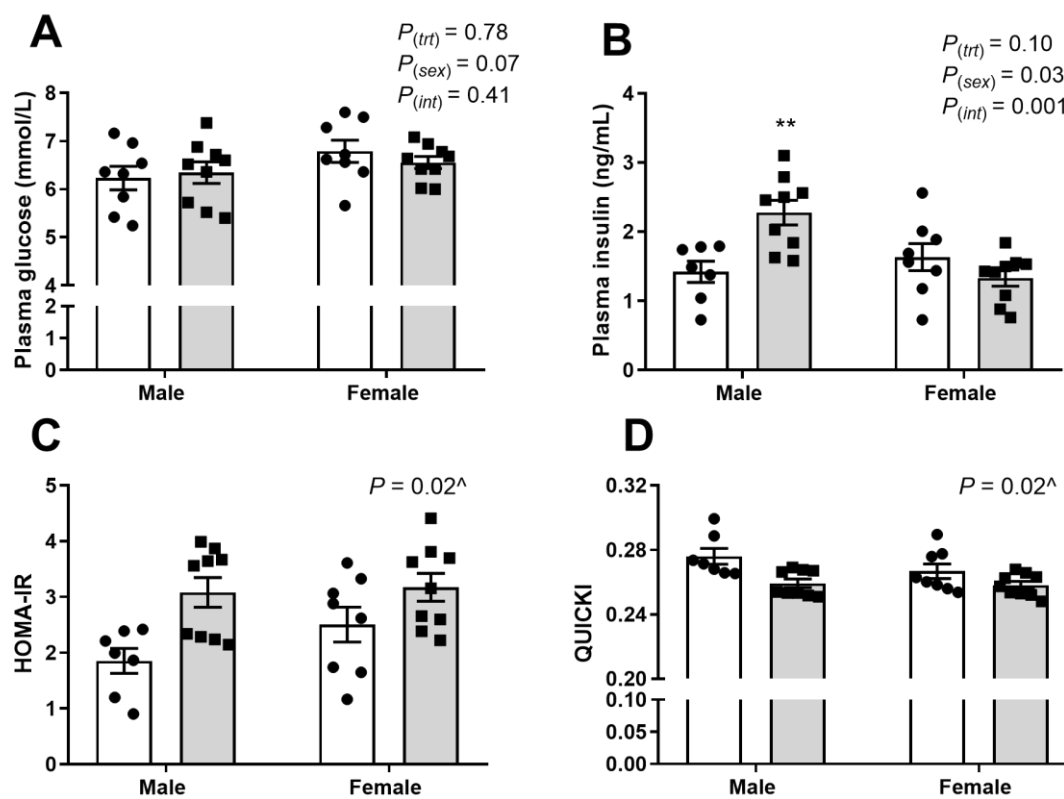 A
P(trt) = 0.78
P(sex) = 0.07
P(int) = 0.41
Plasma glucose (mmol/L)
8
7
6
5
4
2
1
0
Male
Female
B
P(trt) = 0.10
P(sex) = 0.03
P(int) = 0.001
Plasma insulin (ng/mL)
4
3
2
1
0
**
Male
Female
C
P = 0.02^
HOMA-IR
5
4
3
2
1
0
Male
Female
D
P = 0.02^
QUICKI
0.32
0.28
0.24
0.20
0.10
0.05
0.00
Male
Female